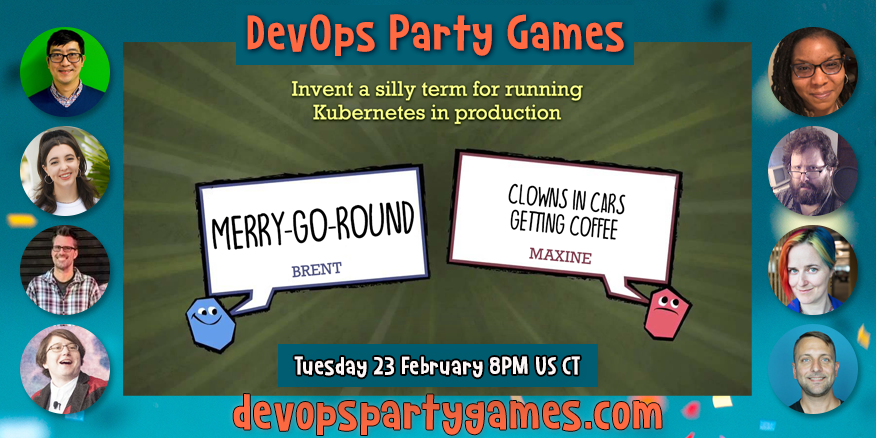 DevOps Party Games
Invent a silly term for running
Kubernetes in production
MERRY-GO-ROUND
BRENT
CLOWNS IN CARS
GETTING COFFEE
MAXINE
Tuesday 23 February 8PM US CT
devopspartygames.com